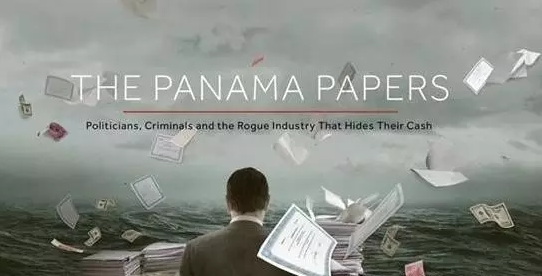 THE PANAMA PAPERS
Politicians, Criminals and the Rogue Industry That Hides Their Cash